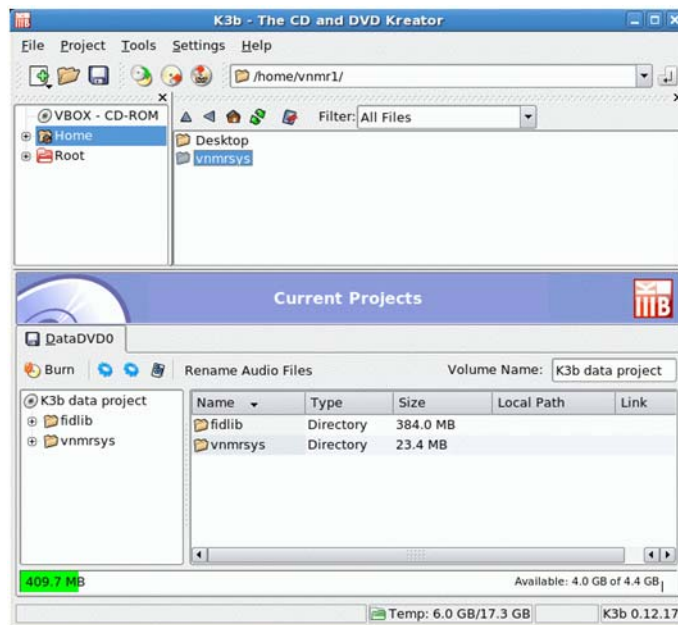 K3b - The CD and DVD Kreator
File Project Tools Settings Help
/home/vnmr1/
VBOX - CD-ROM
Home
Root
Filter: All Files
Desktop
vnmrsys
Current Projects
K3B
DataDVD0
Burn
Rename Audio Files
Volume Name: K3b data project
K3b data project
fidlib
vnmrsys
Name Type Size Local Path Link
fidlib Directory 384.0 MB
vnmrsys Directory 23.4 MB
409.7 MB
Available: 4.0 GB of 4.4 GB
Temp: 6.0 GB/17.3 GB
K3b 0.12.17